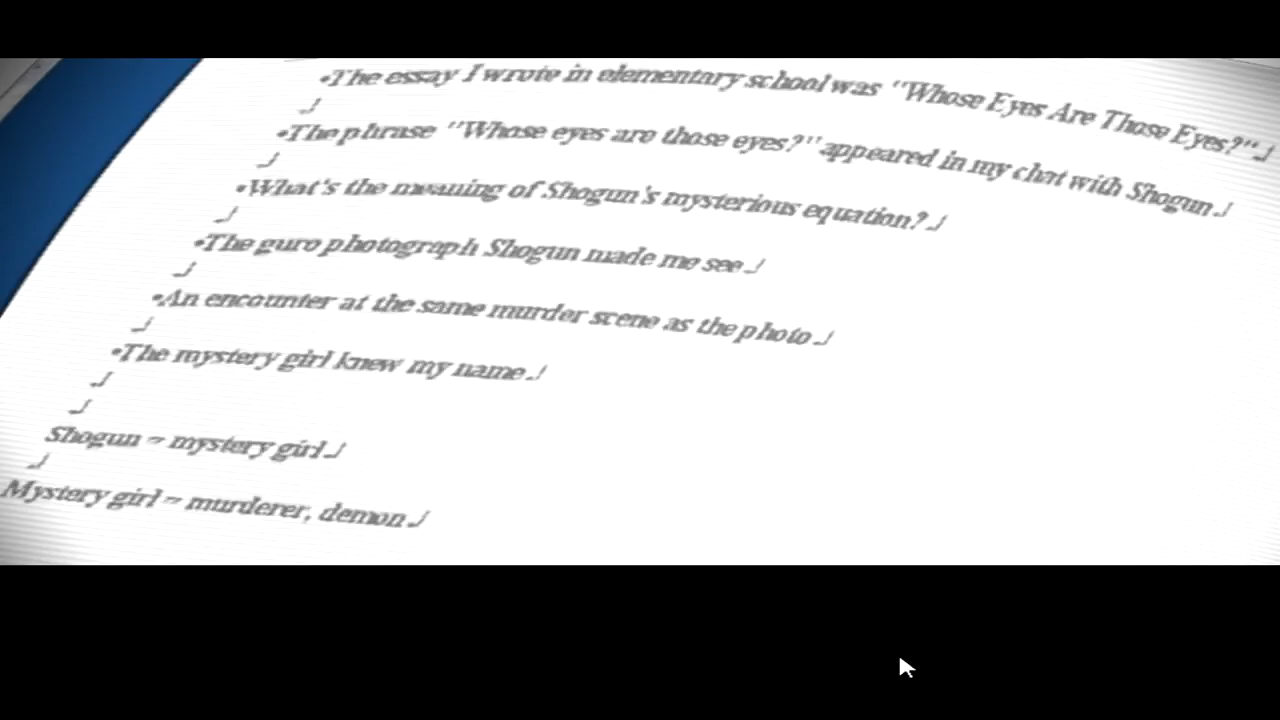 •The essay I wrote in elementary school was "Whose Eyes Are Those Eyes?"↲
↲
•The phrase "Whose eyes are those eyes?" appeared in my chat with Shogun↲
↲
•What's the meaning of Shogun's mysterious equation?↲
↲
•The guro photograph Shogun made me see↲
↲
•An encounter at the same murder scene as the photo↲
↲
•The mystery girl knew my name↲
↲
↲
Shogun = mystery girl↲
↲
Mystery girl = murderer, demon↲